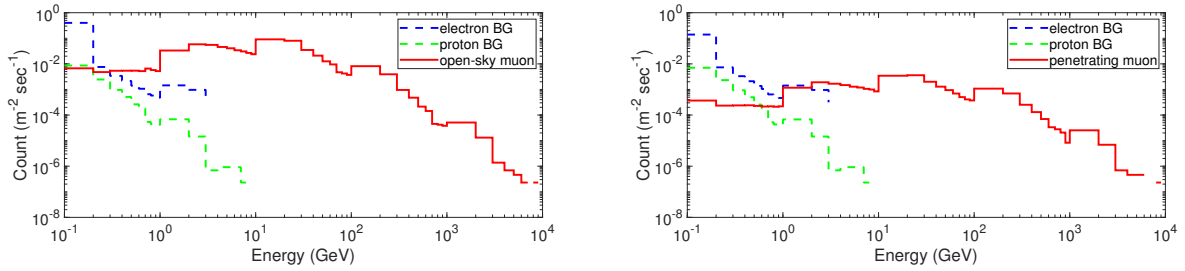 10^0
10^-2
10^-4
10^-6
10^-8
Count (m^-2 sec^-1)
electron BG
proton BG
open-sky muon
10^-1
10^0
10^1
10^2
10^3
10^4
Energy (GeV)
10^0
10^-2
10^-4
10^-6
10^-8
Count (m^-2 sec^-1)
electron BG
proton BG
penetrating muon
10^-1
10^0
10^1
10^2
10^3
10^4
Energy (GeV)